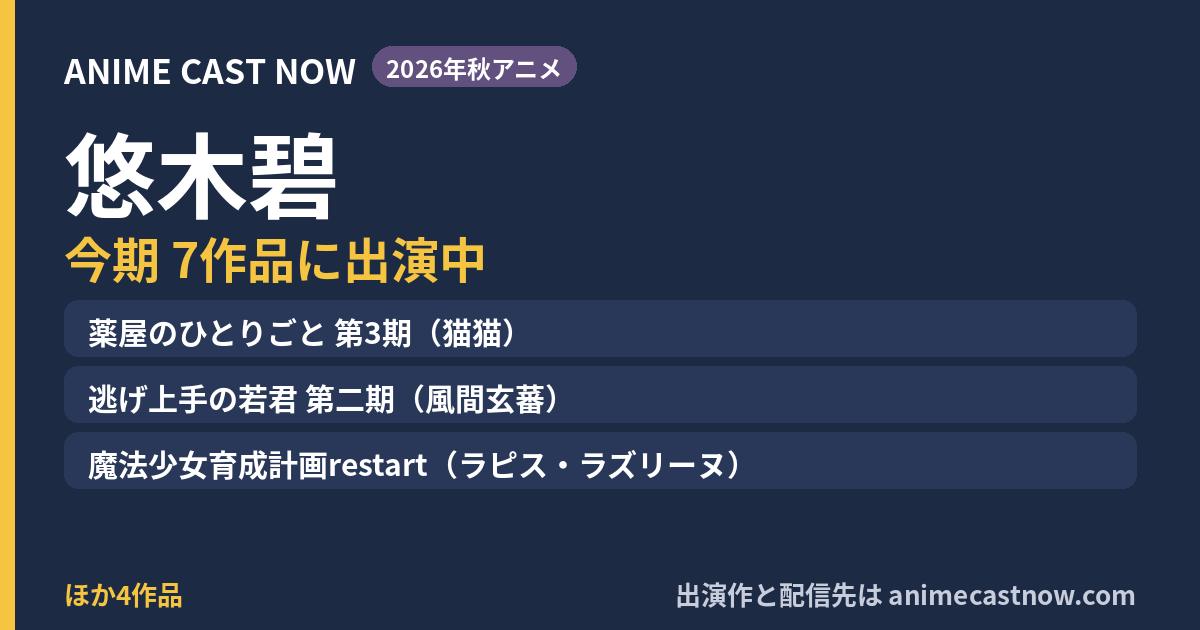 ANIME CAST NOW 2026年秋アニメ
悠木碧
今期 7作品に出演中
薬屋のひとりごと 第3期（猫猫）
逃げ上手の若君 第二期（風間玄蕃）
魔法少女育成計画restart（ラピス・ラズリーヌ）
ほか4作品
出演作と配信先は animecastnow.com